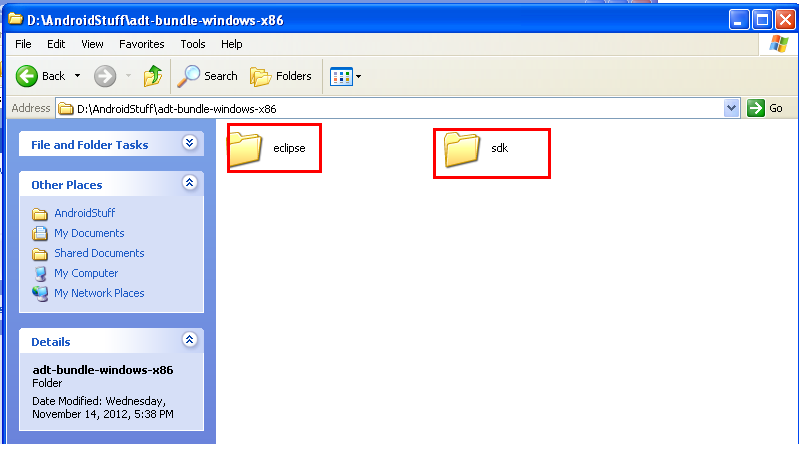 D:\AndroidStuff\adt-bundle-windows-x86
File Edit View Favorites Tools Help
Back Search Folders
Address D:\AndroidStuff\adt-bundle-windows-x86 Go
File and Folder Tasks
Other Places
AndroidStuff
My Documents
Shared Documents
My Computer
My Network Places
Details
adt-bundle-windows-x86
Folder
Date Modified: Wednesday,
November 14, 2012, 5:38 PM
eclipse
sdk